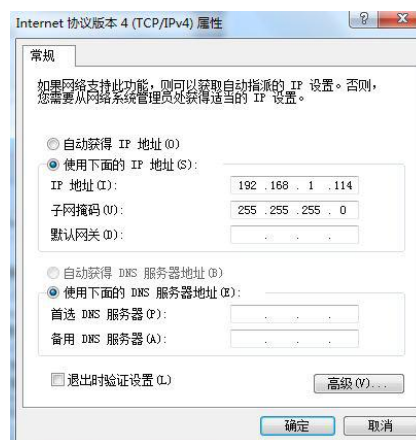 Internet 协议版本 4 (TCP/IPv4) 属性
常规
如果网络支持此功能，则可以获取自动指派的 IP 设置。否则，
您需要从网络系统管理员处获得适当的 IP 设置。
自动获得 IP 地址(O)
使用下面的 IP 地址(S):
IP 地址(I): 192 .168 . 1 .114
子网掩码(U): 255 .255 .255 . 0
默认网关(D): . . .
自动获得 DNS 服务器地址(B)
使用下面的 DNS 服务器地址(E):
首选 DNS 服务器(P): . . .
备用 DNS 服务器(A): . . .
退出时验证设置(L)
高级(V)...
确定 取消